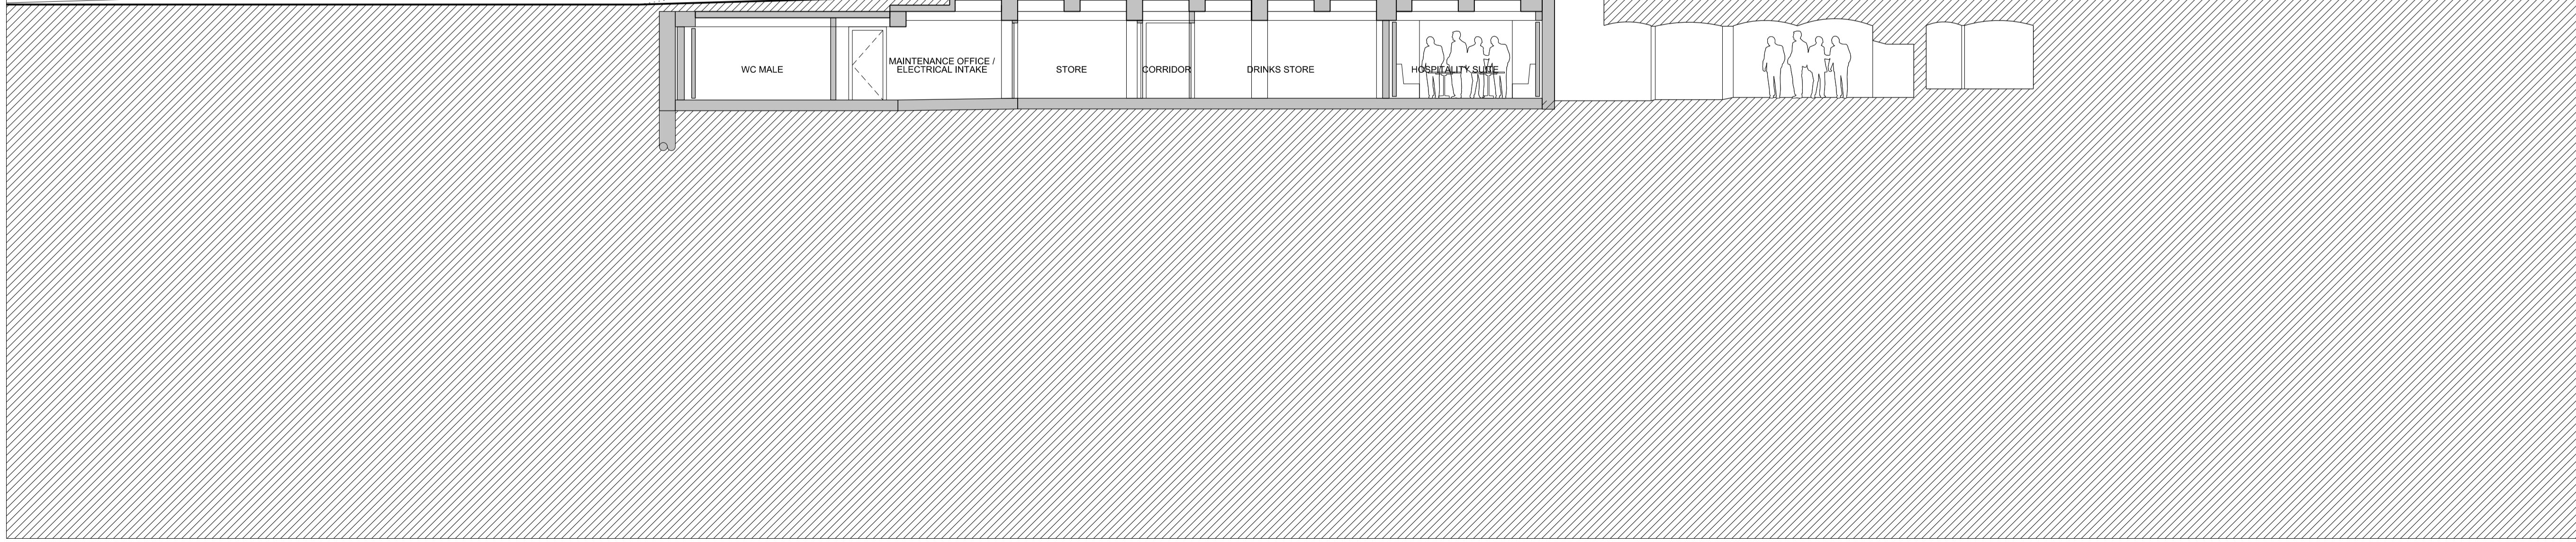 WC MALE
MAINTENANCE OFFICE /
ELECTRICAL INTAKE
STORE
CORRIDOR
DRINKS STORE
HOSPITALITY SUITE